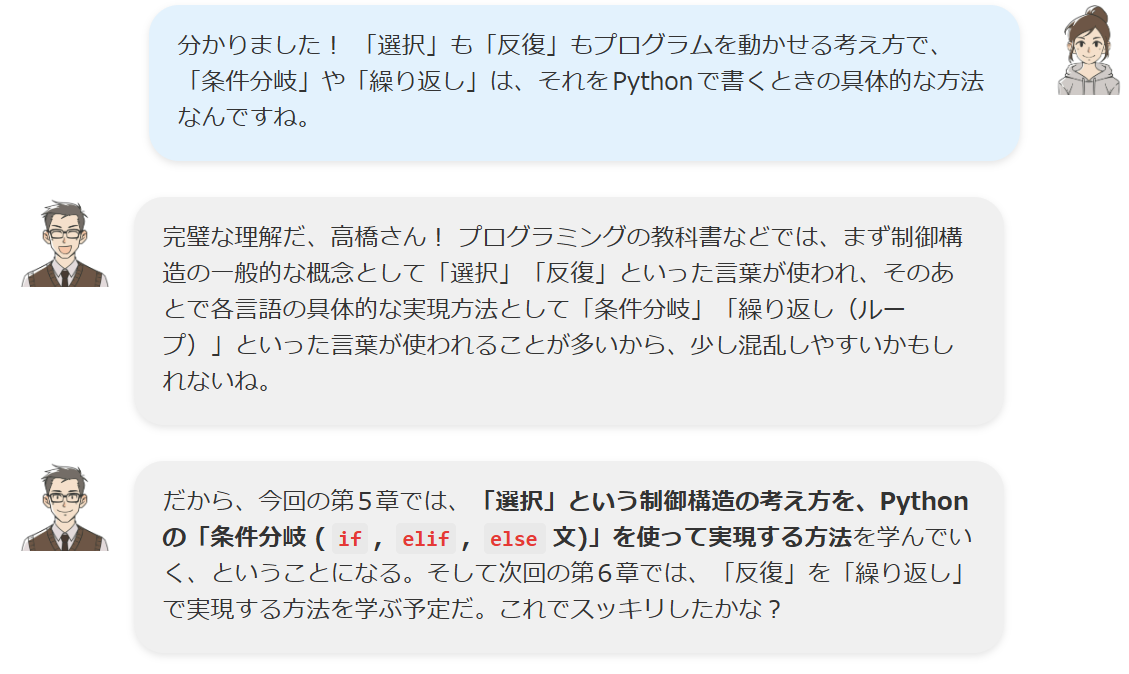 分かりました！ 「選択」も「反復」もプログラムを動かせる考え方で、
「条件分岐」や「繰り返し」は、それをPythonで書くときの具体的な方法
なんですね。
完璧な理解だ、高橋さん！ プログラミングの教科書などでは、まず制御構
造の一般的な概念として「選択」「反復」といった言葉が使われ、そのあ
とで各言語の具体的な実現方法として「条件分岐」「繰り返し（ルー
プ）」といった言葉が使われることが多いから、少し混乱しやすいかもし
れないね。
だから、今回の第５章では、「選択」という制御構造の考え方を、Python
の「条件分岐 ( if , elif , else 文)」を使って実現する方法を学んでい
く、ということになる。そして次回の第６章では、「反復」を「繰り返し」
で実現する方法を学ぶ予定だ。これでスッキリしたかな？